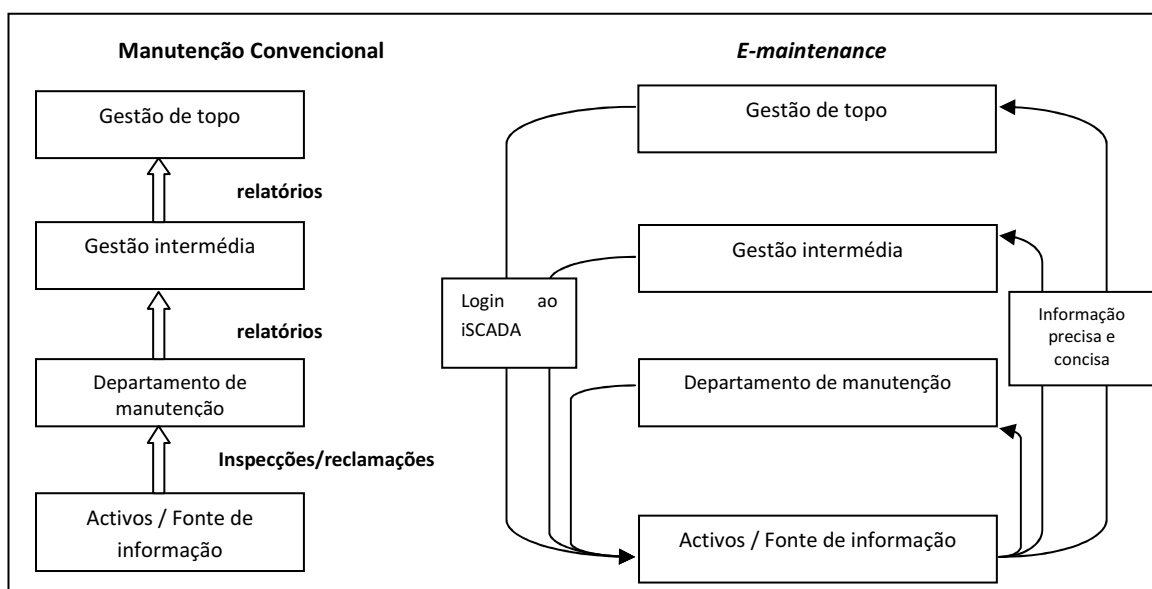 Manutenção Convencional
Gestão de topo
relatórios
Gestão intermédia
relatórios
Departamento de
manutenção
Inspecções/reclamações
Activos / Fonte de
informação
E-maintenance
Gestão de topo
Gestão intermédia
Login ao
iSCADA
Informação
precisa e
concisa
Departamento de manutenção
Activos / Fonte de informação